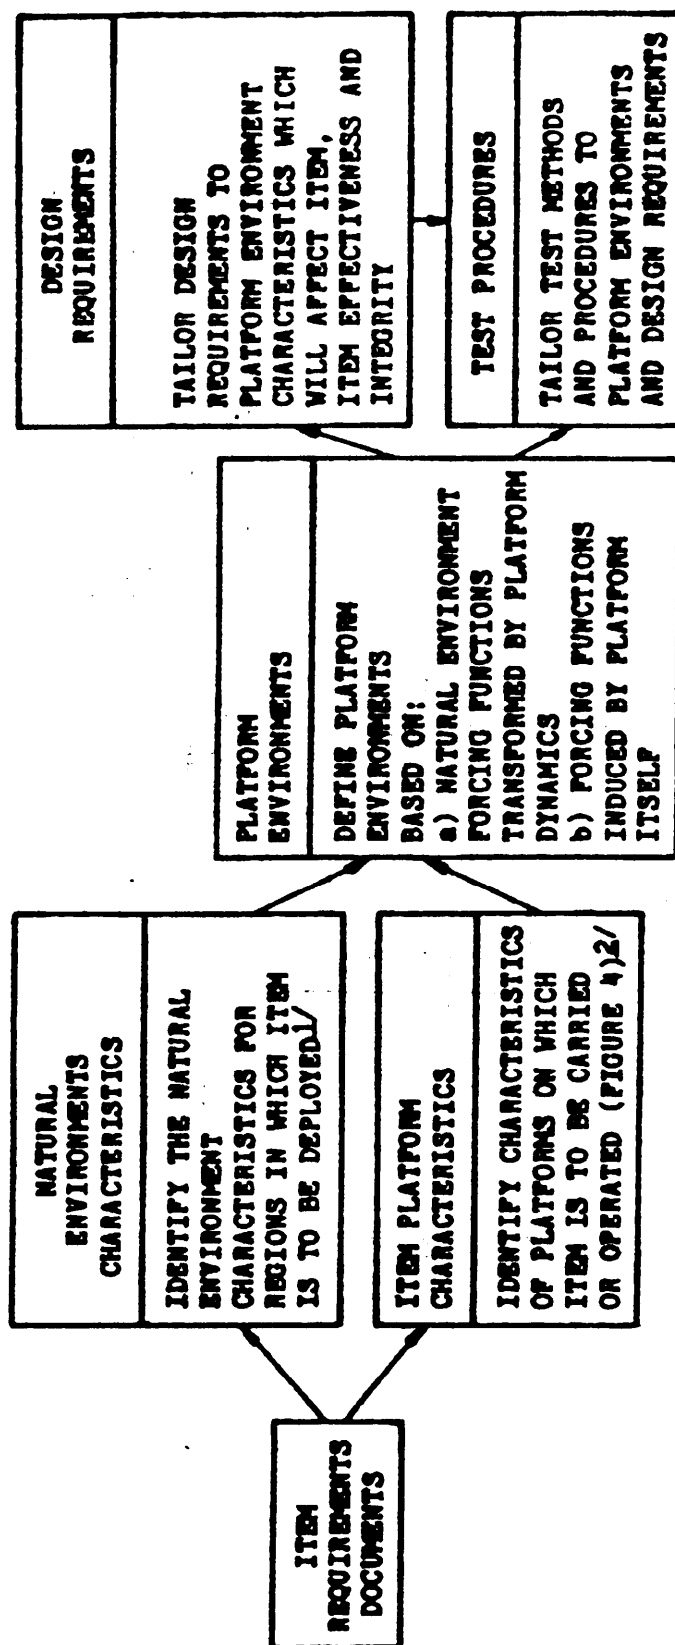 ITEM
REQUIREMENTS
DOCUMENTS
NATURAL
ENVIRONMENTS
CHARACTERISTICS
IDENTIFY THE NATURAL
ENVIRONMENT
CHARACTERISTICS FOR
REGIONS IN WHICH ITEM
IS TO BE DEPLOYED1/
ITEM PLATFORM
CHARACTERISTICS
IDENTIFY CHARACTERISTICS
OF PLATFORMS ON WHICH
ITEM IS TO BE CARRIED
OR OPERATED (FIGURE 4)2/
PLATFORM
ENVIRONMENTS
DEFINE PLATFORM
ENVIRONMENTS
BASED ON:
a) NATURAL ENVIRONMENT
FORCING FUNCTIONS
TRANSFORMED BY PLATFORM
DYNAMICS
b) FORCING FUNCTIONS
INDUCED BY PLATFORM
ITSELF
DESIGN
REQUIREMENTS
TAILOR DESIGN
REQUIREMENTS TO
PLATFORM ENVIRONMENT
CHARACTERISTICS WHICH
WILL AFFECT ITEM,
ITEM EFFECTIVENESS AND
INTEGRITY
TEST PROCEDURES
TAILOR TEST METHODS
AND PROCEDURES TO
PLATFORM ENVIRONMENTS
AND DESIGN REQUIREMENTS